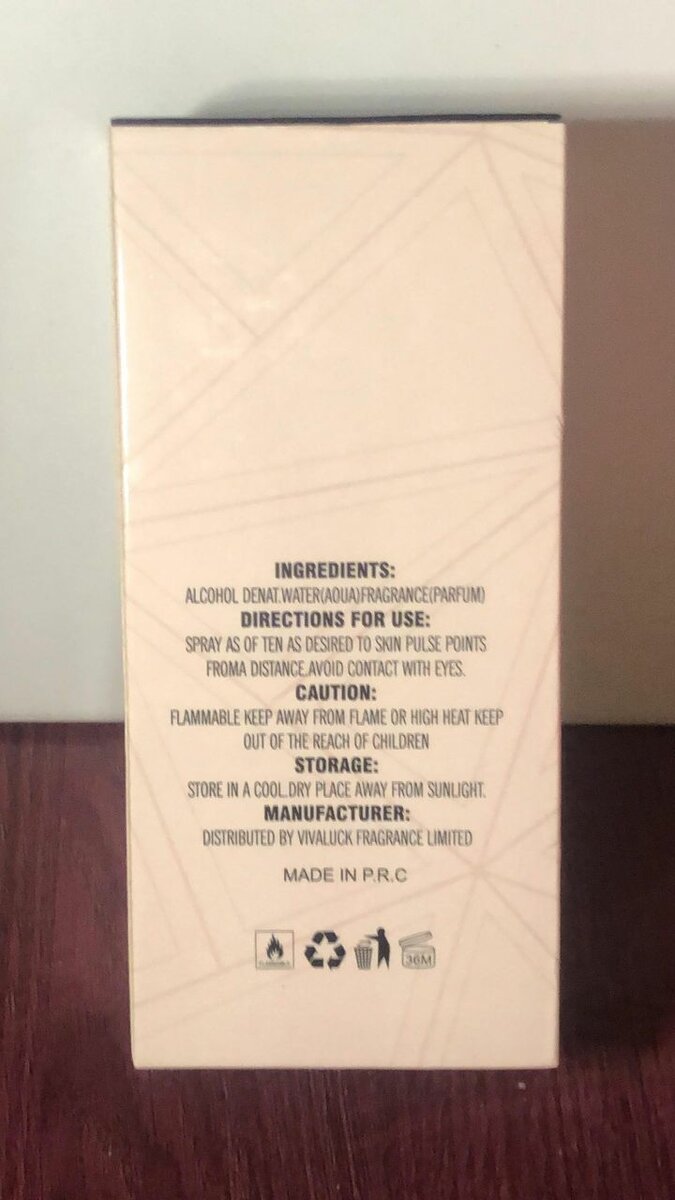 INGREDIENTS:
ALCOHOL DENAT.WATER(AQUA)FRAGRANCE(PARFUM)
DIRECTIONS FOR USE:
SPRAY AS OF TEN AS DESIRED TO SKIN PULSE POINTS
FROMA DISTANCE.AVOID CONTACT WITH EYES.
CAUTION:
FLAMMABLE KEEP AWAY FROM FLAME OR HIGH HEAT KEEP
OUT OF THE REACH OF CHILDREN
STORAGE:
STORE IN A COOL.DRY PLACE AWAY FROM SUNLIGHT.
MANUFACTURER:
DISTRIBUTED BY VIVALUCK FRAGRANCE LIMITED
MADE IN P.R.C
FLAMMABLE
36M